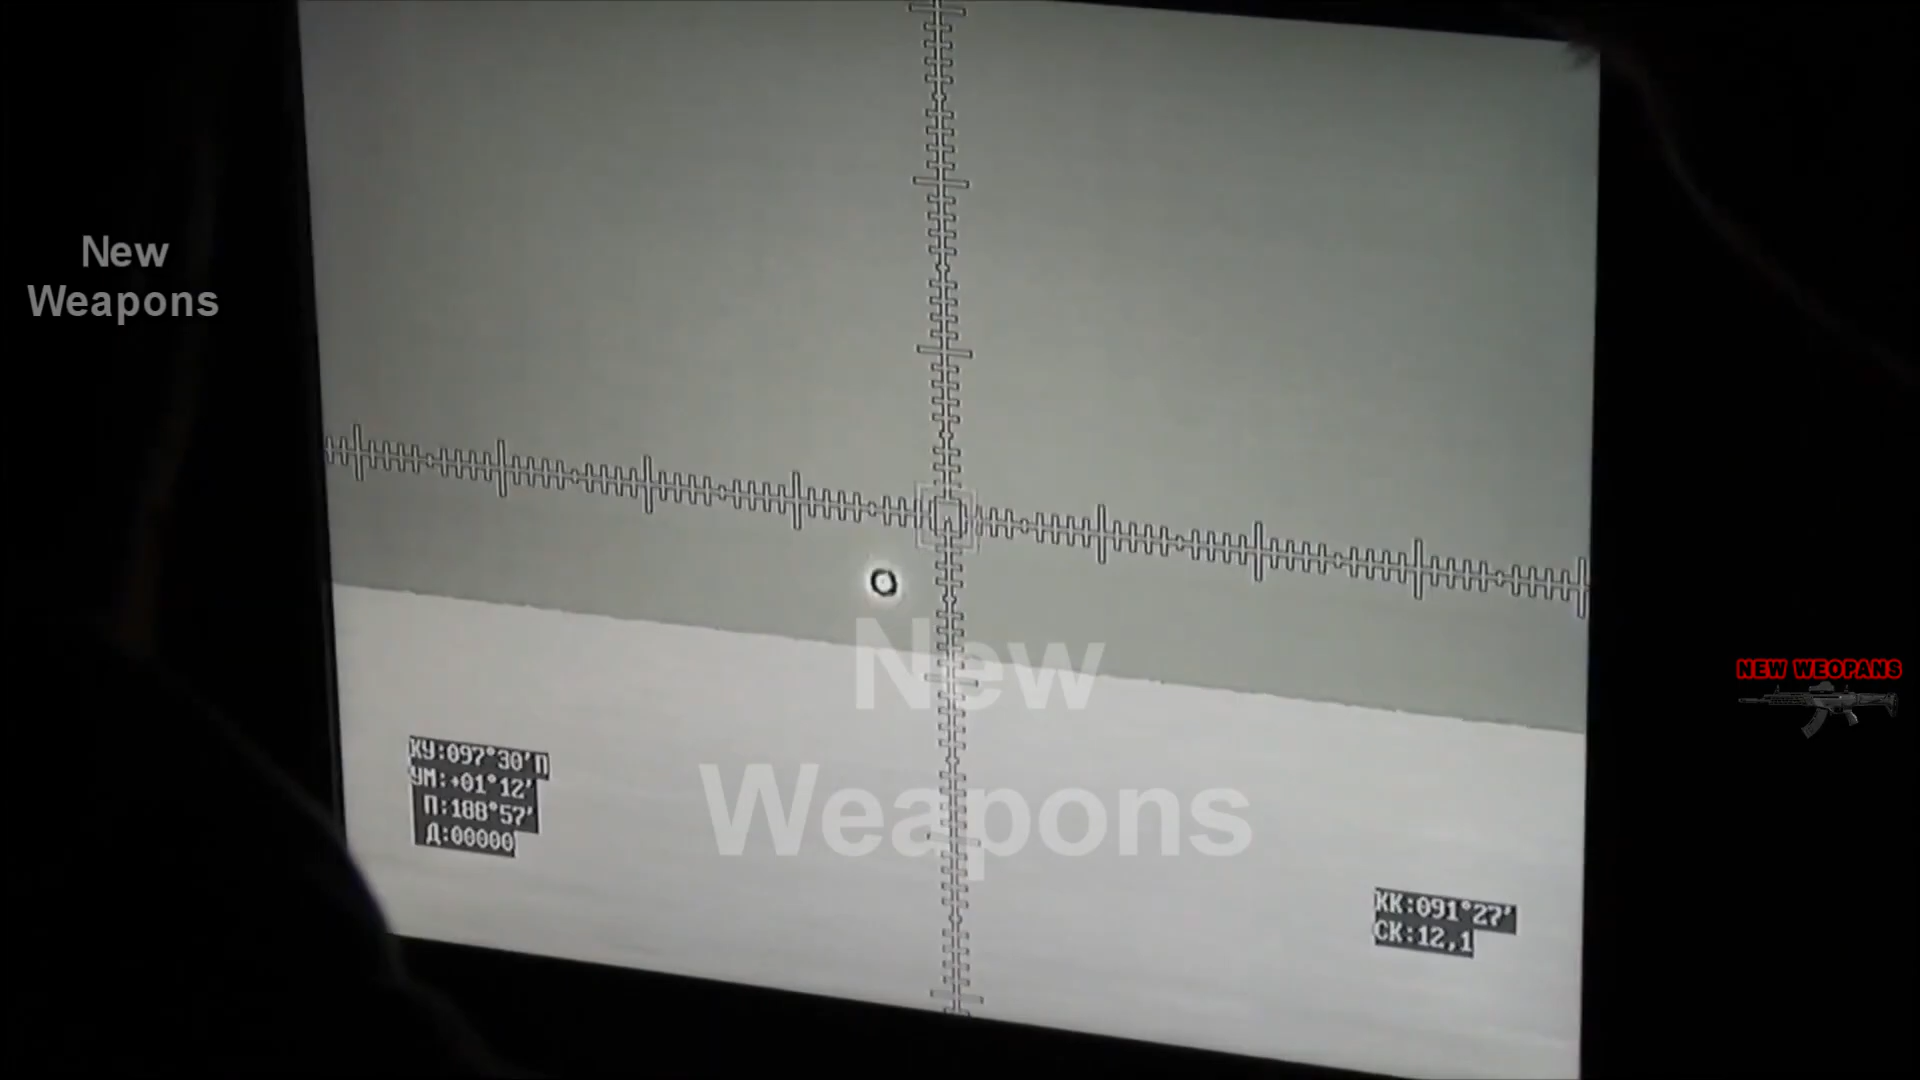 New
Weapons
New
Weapons
NEW WEOPANS
КУ:097°30'П
УМ:+01°12'
П:188°57'
Д:00000
КК:091°27'
СК:12,1